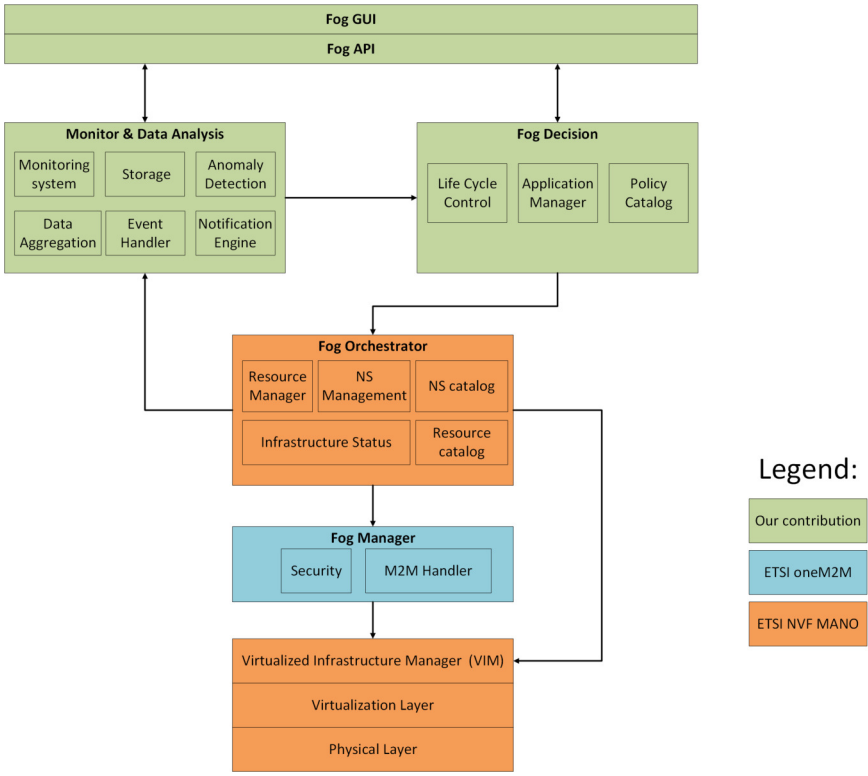 Fog GUI
Fog API
Monitor & Data Analysis
Monitoring
system
Storage
Anomaly
Detection
Data
Aggregation
Event
Handler
Notification
Engine
Fog Decision
Life Cycle
Control
Application
Manager
Policy
Catalog
Fog Orchestrator
Resource
Manager
NS
Management
NS catalog
Infrastructure Status
Resource
catalog
Fog Manager
Security
M2M Handler
Virtualized Infrastructure Manager (VIM)
Virtualization Layer
Physical Layer
Legend:
Our contribution
ETSI oneM2M
ETSI NVF MANO